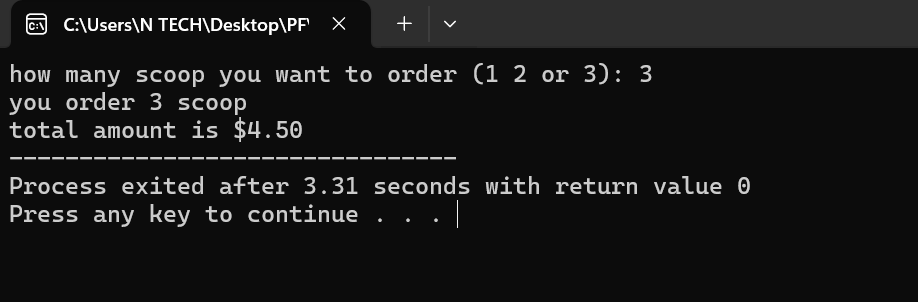 C:\Users\N TECH\Desktop\PF\
how many scoop you want to order (1 2 or 3): 3
you order 3 scoop
total amount is $4.50
--------------------------------
Process exited after 3.31 seconds with return value 0
Press any key to continue . . .